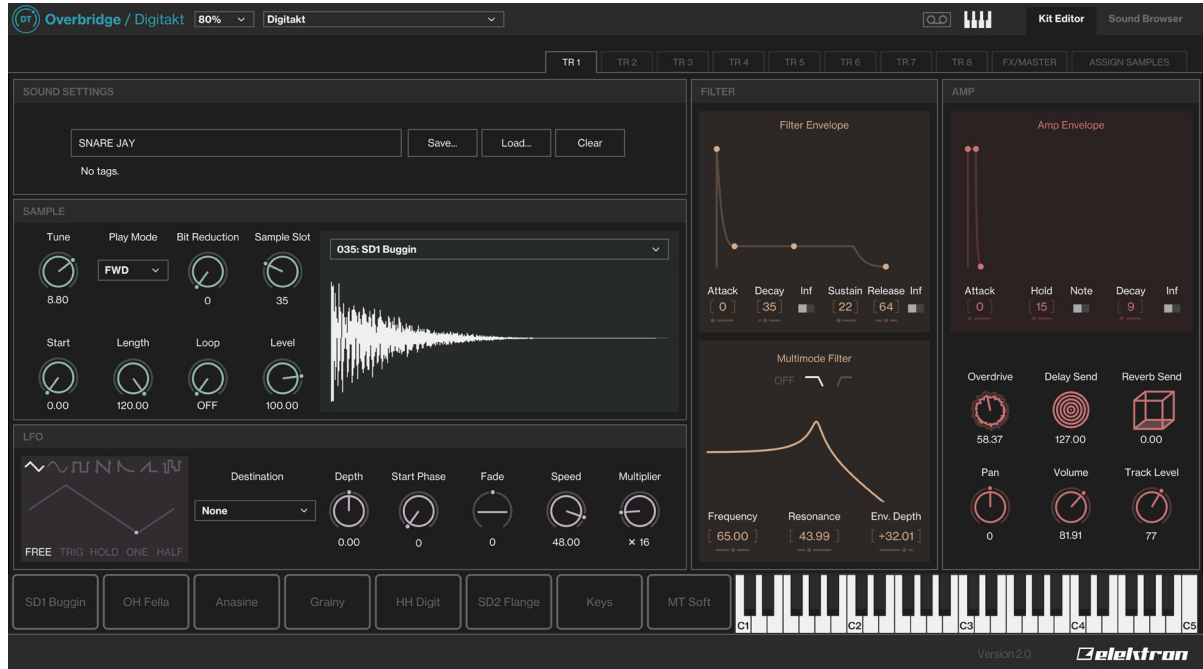 DT Overbridge / Digitakt 80% Digitakt Kit Editor Sound Browser
TR 1 TR 2 TR 3 TR 4 TR 5 TR 6 TR 7 TR 8 FX/MASTER ASSIGN SAMPLES
SOUND SETTINGS
SNARE JAY Save... Load... Clear
No tags.
SAMPLE
Tune Play Mode Bit Reduction Sample Slot
FWD
8.80 0 35
Start Length Loop Level
0.00 120.00 OFF 100.00
035: SD1 Buggin
LFO
FREE TRIG HOLD ONE HALF
Destination Depth Start Phase Fade Speed Multiplier
None
0.00 0 0 48.00 × 16
FILTER
Filter Envelope
Attack Decay Inf Sustain Release Inf
[ 0 ] [ 35 ] [ 22 ] [ 64 ]
Multimode Filter
OFF
Frequency Resonance Env. Depth
[ 65.00 ] [ 43.99 ] [ +32.01 ]
AMP
Amp Envelope
Attack Hold Note Decay Inf
[ 0 ] [ 15 ] [ 9 ]
Overdrive Delay Send Reverb Send
58.37 127.00 0.00
Pan Volume Track Level
0 81.91 77
SD1 Buggin OH Fella Anasine Grainy HH Digit SD2 Flange Keys MT Soft
C1 C2 C3 C4 C5
Version 2.0 elektron